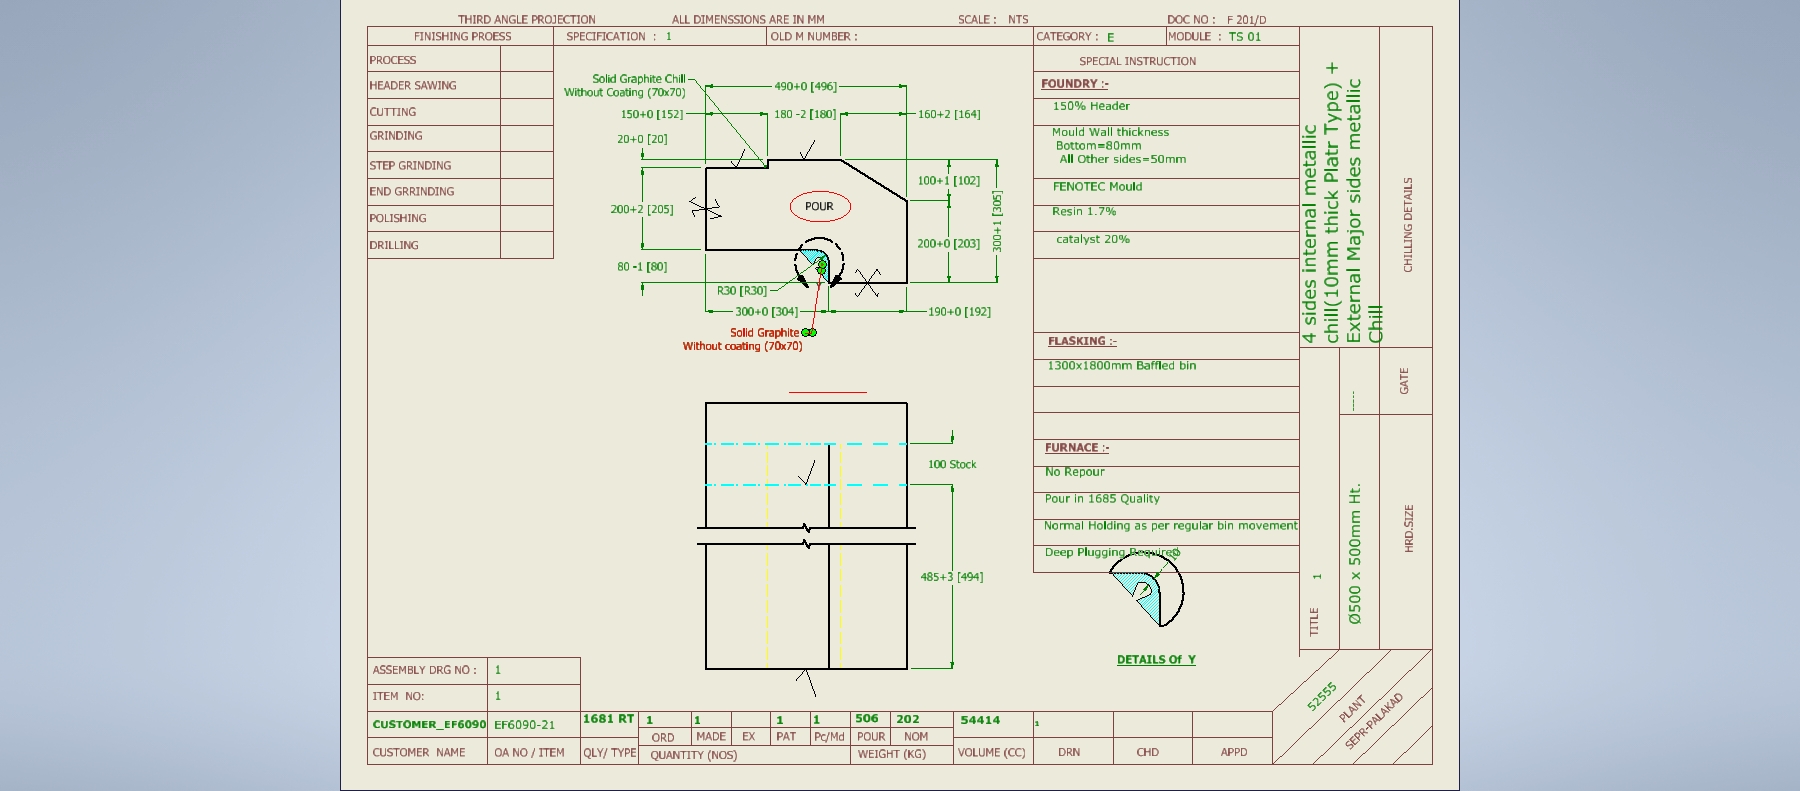 THIRD ANGLE PROJECTION
ALL DIMENSSIONS ARE IN MM
SCALE : NTS
DOC NO : F 201/D
FINISHING PROESS
SPECIFICATION : 1
OLD M NUMBER :
CATEGORY : E
MODULE : TS 01
PROCESS
HEADER SAWING
CUTTING
GRINDING
STEP GRINDING
END GRRINDING
POLISHING
DRILLING
Solid Graphite Chill
Without Coating (70x70)
490+0 [496]
150+0 [152]
180 -2 [180]
160+2 [164]
20+0 [20]
100+1 [102]
200+2 [205]
POUR
300+1 [305]
200+0 [203]
80 -1 [80]
R30 [R30]
300+0 [304]
190+0 [192]
Solid Graphite
Without coating (70x70)
100 Stock
485+3 [494]
SPECIAL INSTRUCTION
FOUNDRY :-
150% Header
Mould Wall thickness
Bottom=80mm
All Other sides=50mm
FENOTEC Mould
Resin 1.7%
catalyst 20%
FLASKING :-
1300x1800mm Baffled bin
FURNACE :-
No Repour
Pour in 1685 Quality
Normal Holding as per regular bin movement
Deep Plugging Required
DETAILS Of Y
4 sides internal metallic
chill(10mm thick Platr Type) +
External Major sides metallic
Chill
CHILLING DETAILS
-----
GATE
TITLE 1
Ø500 x 500mm Ht.
HRD.SIZE
52555
PLANT
SEPR-PALAKAD
ASSEMBLY DRG NO : 1
ITEM NO: 1
CUSTOMER_EF6090 EF6090-21 1681 RT 1 1 1 1 506 202 54414 1
ORD MADE EX PAT Pc/Md POUR NOM
CUSTOMER NAME OA NO / ITEM QLY/ TYPE QUANTITY (NOS) WEIGHT (KG) VOLUME (CC) DRN CHD APPD